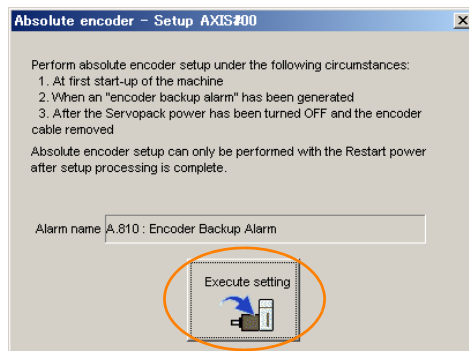 Absolute encoder - Setup AXIS#00
Perform absolute encoder setup under the following circumstances:
1. At first start-up of the machine
2. When an "encoder backup alarm" has been generated
3. After the Servopack power has been turned OFF and the encoder
cable removed
Absolute encoder setup can only be performed with the Restart power
after setup processing is complete.
Alarm name A.810 : Encoder Backup Alarm
Execute setting